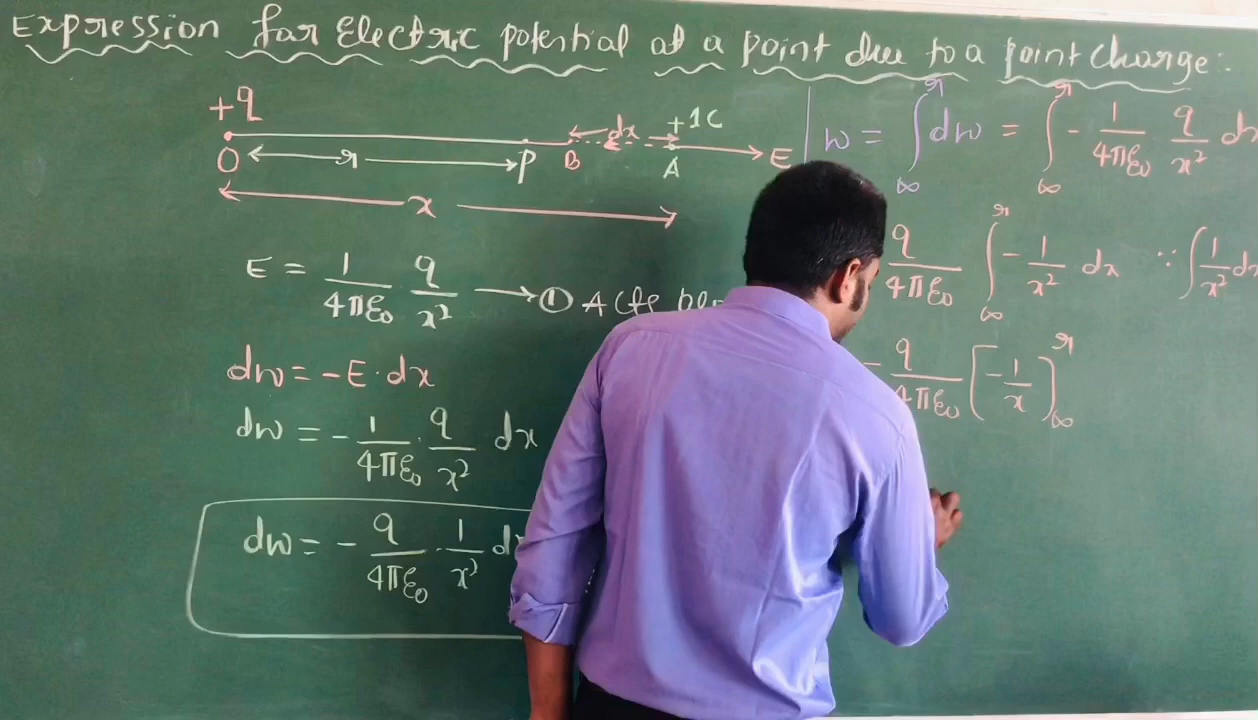 Expression for Electric potential at a point due to a point charge:-
+q
dx
+1C
O
r
P
B
A
E
x
E = 1/4πε₀ q/x² → ① Acts
dw = -E·dx
dw = - 1/4πε₀ · q/x² dx
dw = - q/4πε₀ · 1/x² d
w = ∫_∞^r dw = ∫_∞^r - 1/4πε₀ q/x² d
q/4πε₀ ∫_∞^r - 1/x² dx ∵ ∫ 1/x² dx
- q/4πε₀ [-1/x]_∞^r